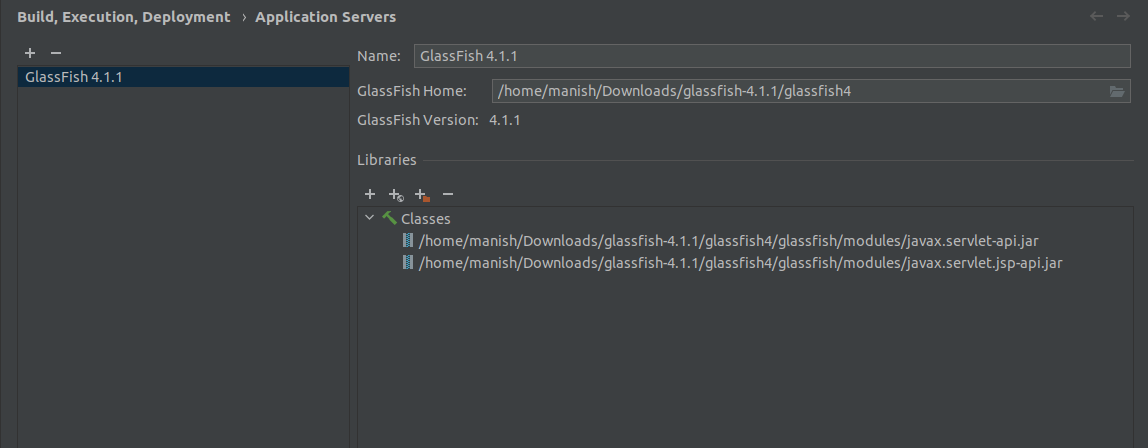 Build, Execution, Deployment › Application Servers
GlassFish 4.1.1
Name: GlassFish 4.1.1
GlassFish Home: /home/manish/Downloads/glassfish-4.1.1/glassfish4
GlassFish Version: 4.1.1
Libraries
Classes
/home/manish/Downloads/glassfish-4.1.1/glassfish4/glassfish/modules/javax.servlet-api.jar
/home/manish/Downloads/glassfish-4.1.1/glassfish4/glassfish/modules/javax.servlet.jsp-api.jar